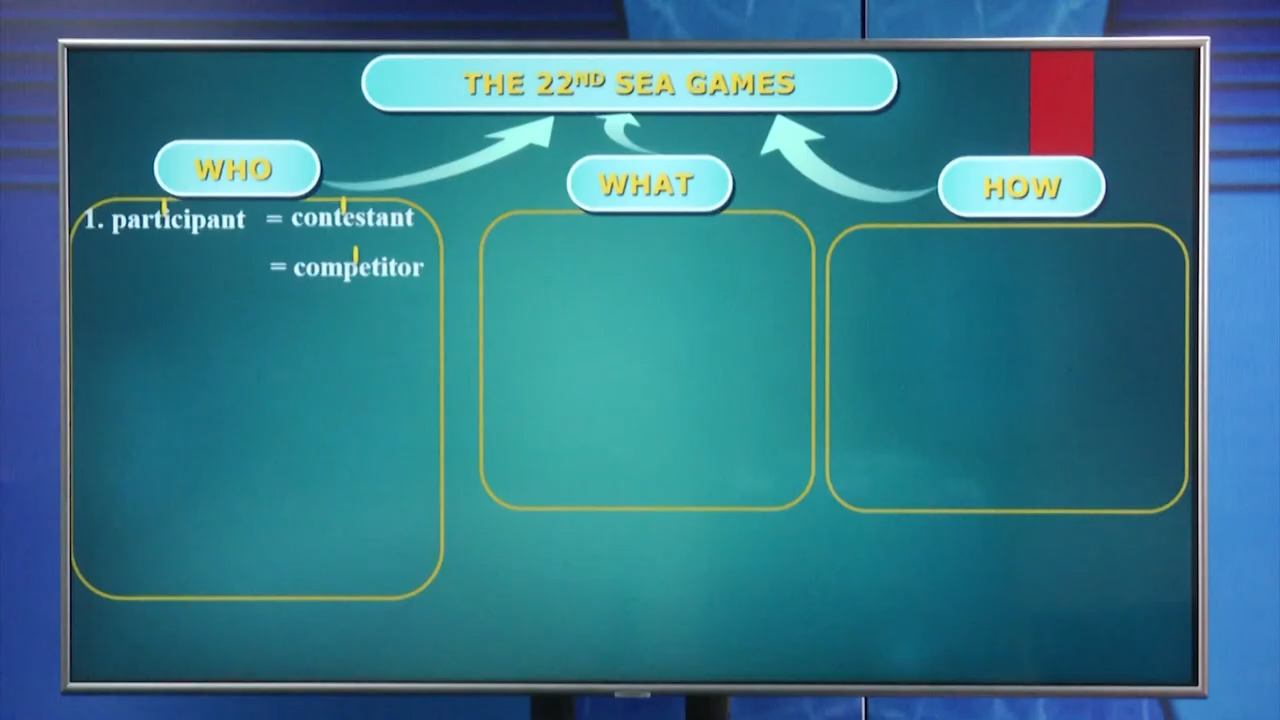 THE 22ND SEA GAMES
WHO
WHAT
HOW
1. participant = contestant
= competitor